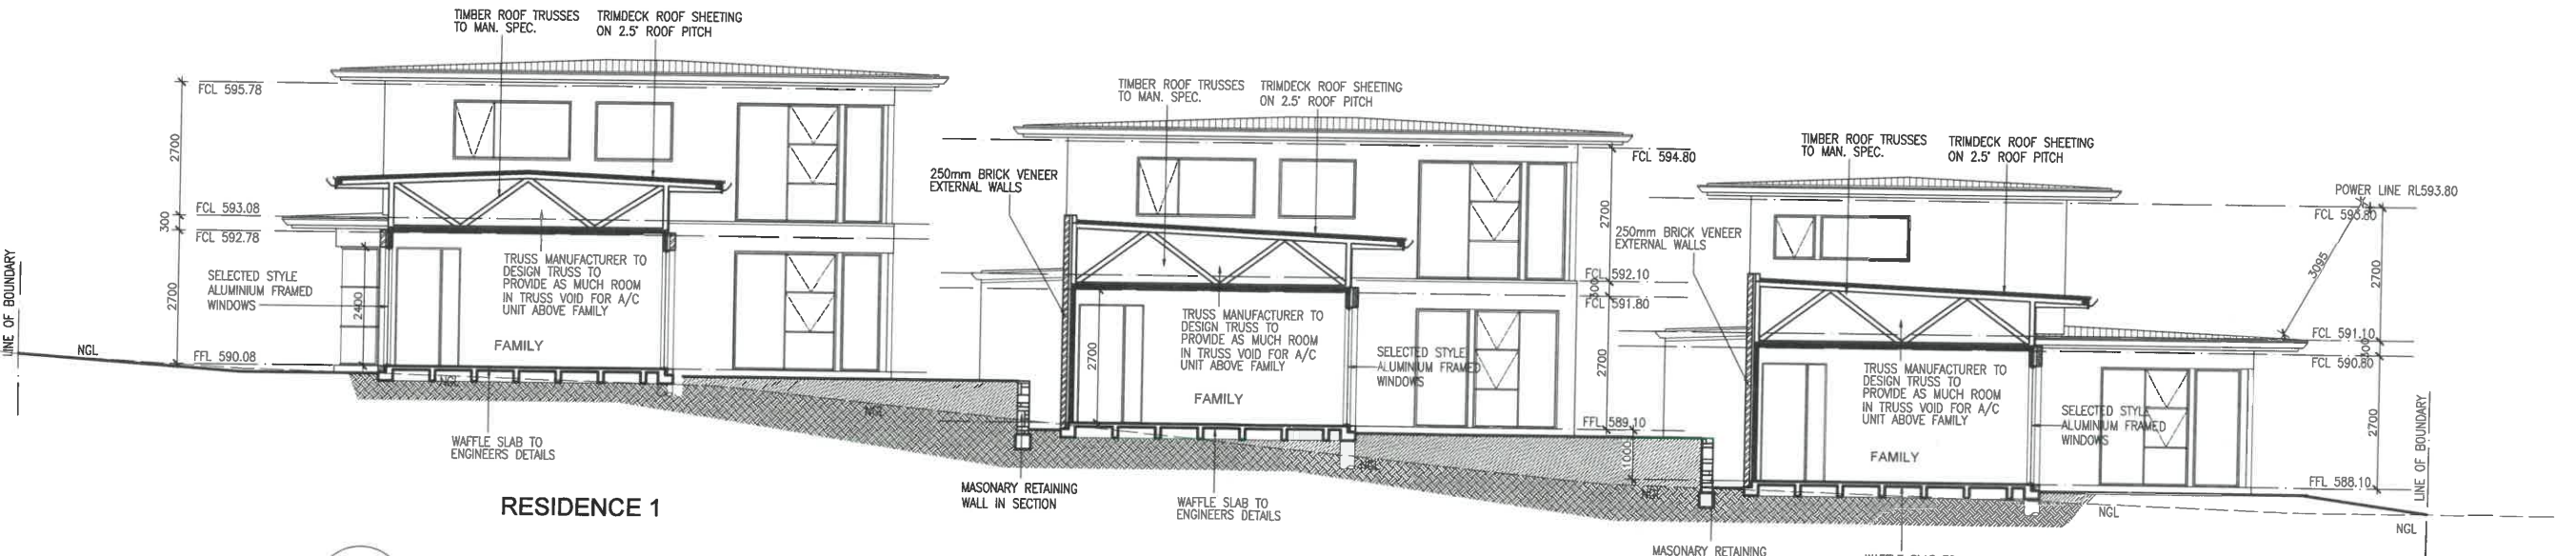 TIMBER ROOF TRUSSES
TO MAN. SPEC.
TRIMDECK ROOF SHEETING
ON 2.5° ROOF PITCH
FCL 595.78
2700
FCL 593.08
300
FCL 592.78
SELECTED STYLE
ALUMINIUM FRAMED
WINDOWS
2700
2400
TRUSS MANUFACTURER TO
DESIGN TRUSS TO
PROVIDE AS MUCH ROOM
IN TRUSS VOID FOR A/C
UNIT ABOVE FAMILY
FAMILY
FFL 590.08
LINE OF BOUNDARY
NGL
NGL
NGL
WAFFLE SLAB TO
ENGINEERS DETAILS
RESIDENCE 1
TIMBER ROOF TRUSSES
TO MAN. SPEC.
TRIMDECK ROOF SHEETING
ON 2.5° ROOF PITCH
250mm BRICK VENEER
EXTERNAL WALLS
FCL 594.80
2700
FCL 592.10
300
FCL 591.80
TRUSS MANUFACTURER TO
DESIGN TRUSS TO
PROVIDE AS MUCH ROOM
IN TRUSS VOID FOR A/C
UNIT ABOVE FAMILY
2700
SELECTED STYLE
ALUMINIUM FRAMED
WINDOWS
2700
FAMILY
FFL 589.10
1000
NGL
NGL
MASONARY RETAINING
WALL IN SECTION
WAFFLE SLAB TO
ENGINEERS DETAILS
TIMBER ROOF TRUSSES
TO MAN. SPEC.
TRIMDECK ROOF SHEETING
ON 2.5° ROOF PITCH
250mm BRICK VENEER
EXTERNAL WALLS
POWER LINE RL593.80
FCL 593.80
3095
2700
FCL 591.10
300
FCL 590.80
TRUSS MANUFACTURER TO
DESIGN TRUSS TO
PROVIDE AS MUCH ROOM
IN TRUSS VOID FOR A/C
UNIT ABOVE FAMILY
SELECTED STYLE
ALUMINIUM FRAMED
WINDOWS
2700
FAMILY
FFL 588.10
LINE OF BOUNDARY
NGL
NGL
MASONARY RETAINING